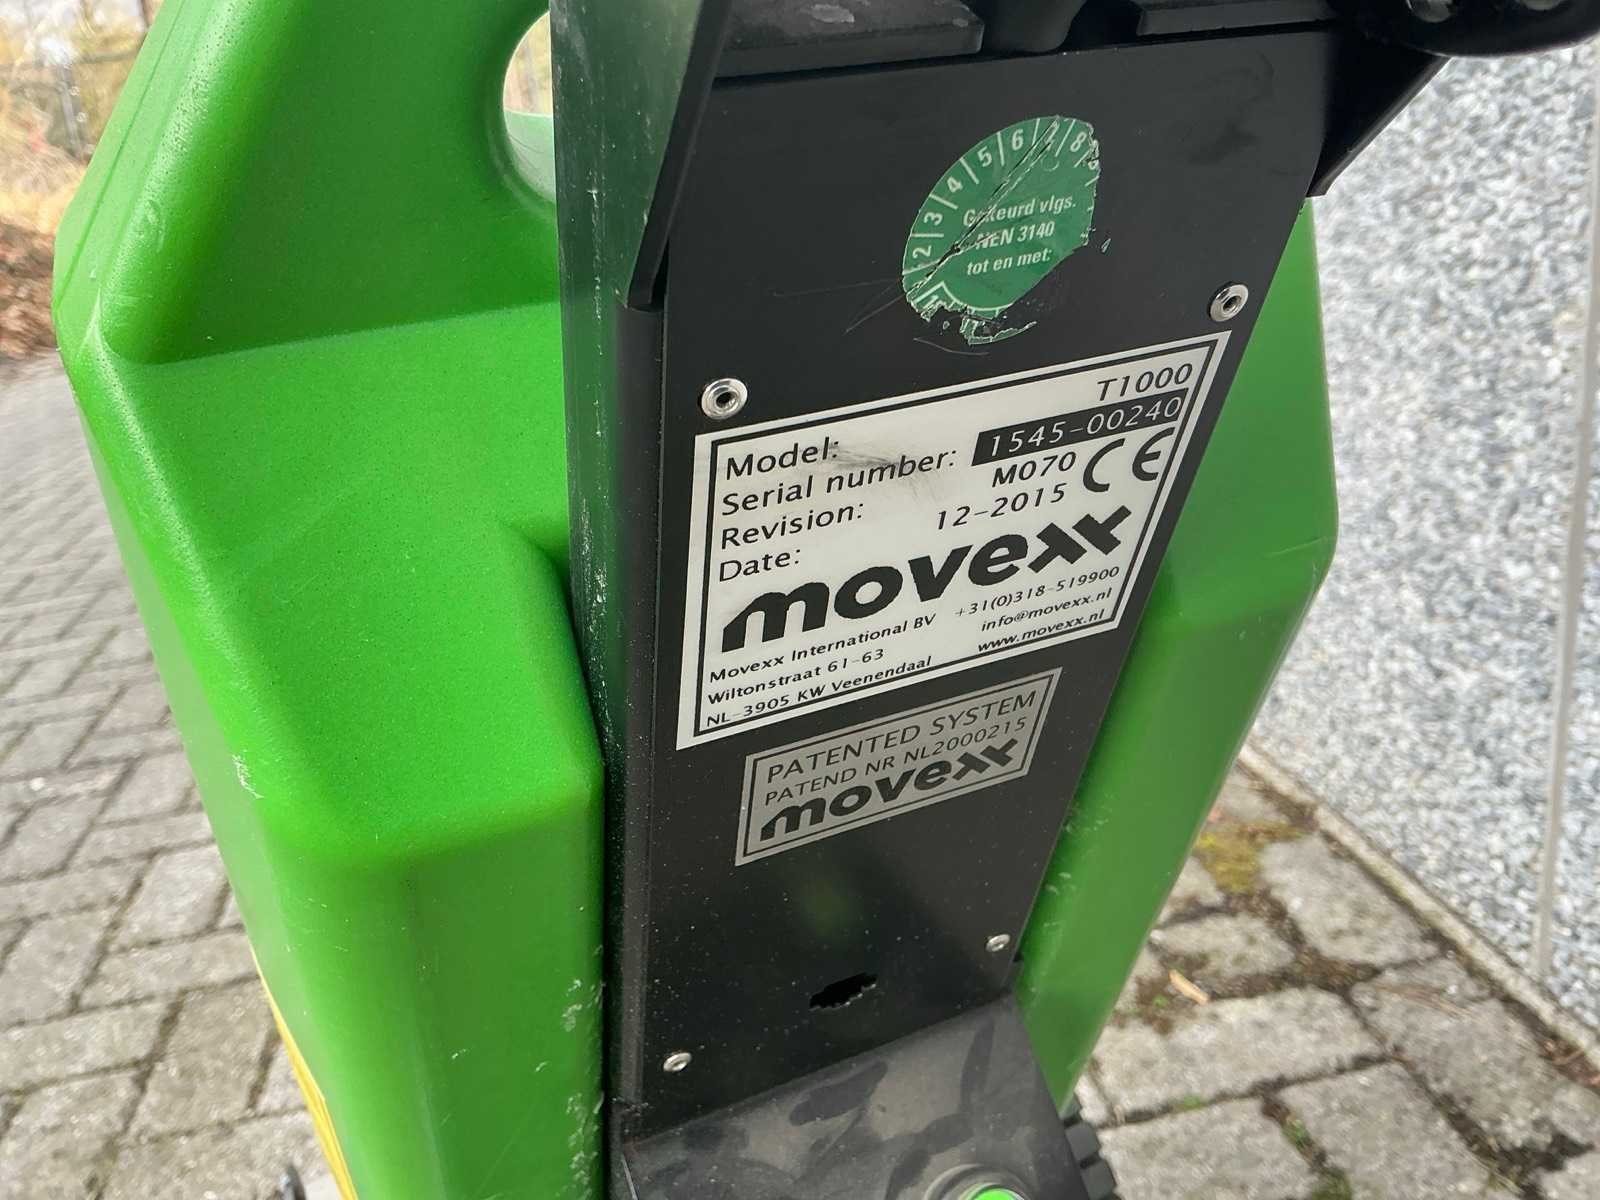 1 2 3 4 5 6 7 8
Gekeurd vlgs.
NEN 3140
tot en met:
Model: T1000
Serial number: 1545-00240
Revision: M070 CE
Date: 12-2015
movexx
Movexx International BV +31(0)318-519900
Wiltonstraat 61-63 info@movexx.nl
NL-3905 KW Veenendaal www.movexx.nl
PATENTED SYSTEM
PATEND NR NL2000215
movexx